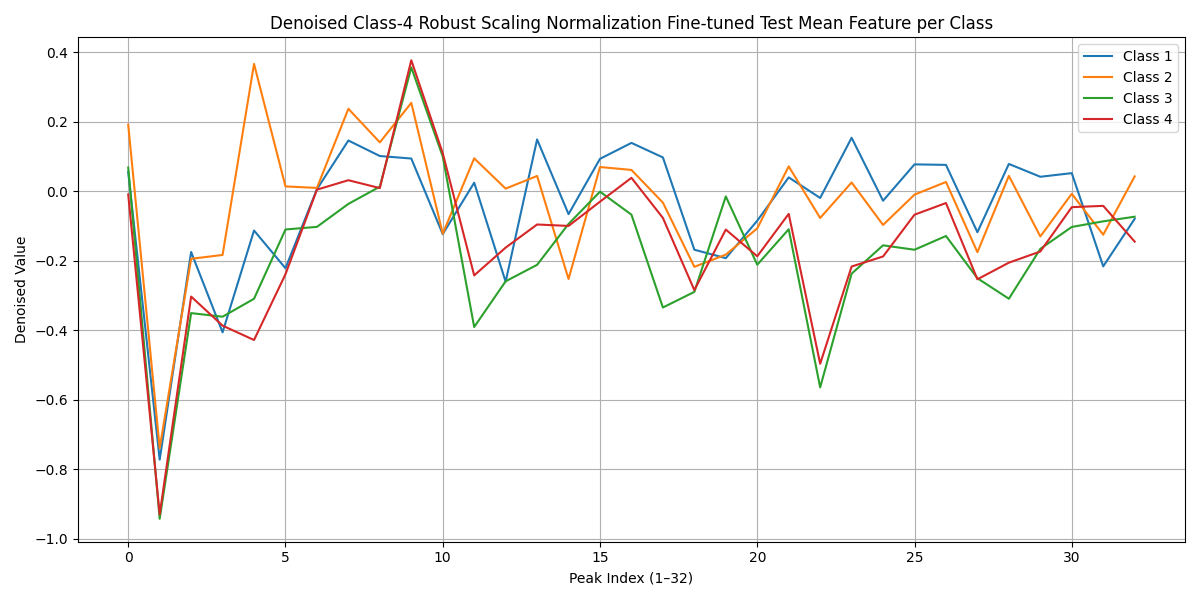 Denoised Class-4 Robust Scaling Normalization Fine-tuned Test Mean Feature per Class
Denoised Value
0.4
0.2
0.0
−0.2
−0.4
−0.6
−0.8
−1.0
Class 1
Class 2
Class 3
Class 4
0 5 10 15 20 25 30
Peak Index (1–32)